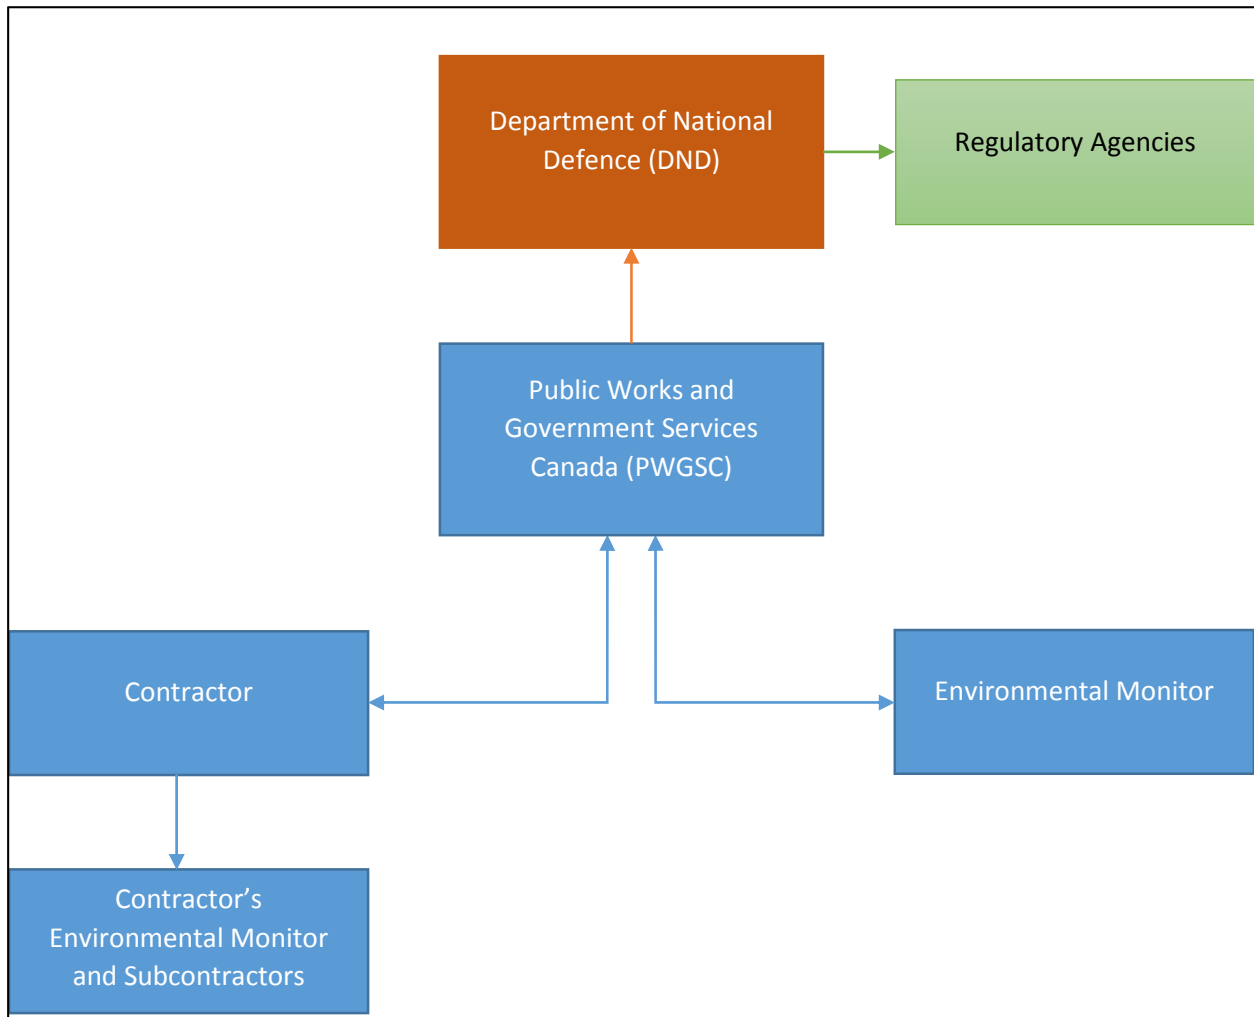 Department of National
Defence (DND)
Regulatory Agencies
Public Works and
Government Services
Canada (PWGSC)
Contractor
Environmental Monitor
Contractor’s
Environmental Monitor
and Subcontractors